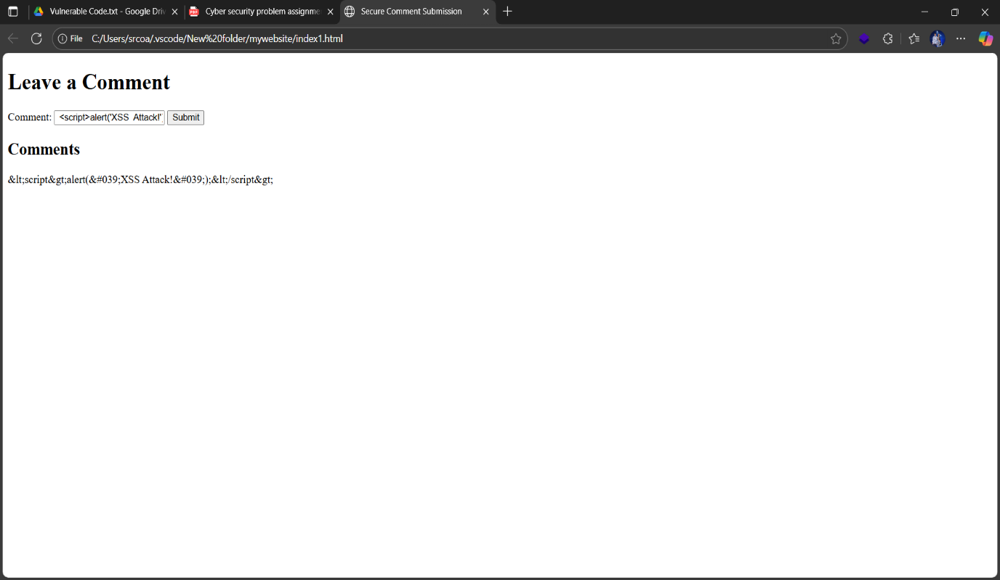 Vulnerable Code.txt - Google Driv
Cyber security problem assignme
Secure Comment Submission
File C:/Users/srcoa/.vscode/New%20folder/mywebsite/index1.html
Leave a Comment
Comment: <script>alert('XSS Attack!' Submit
Comments
&lt;script&gt;alert(&#039;XSS Attack!&#039;);&lt;/script&gt;